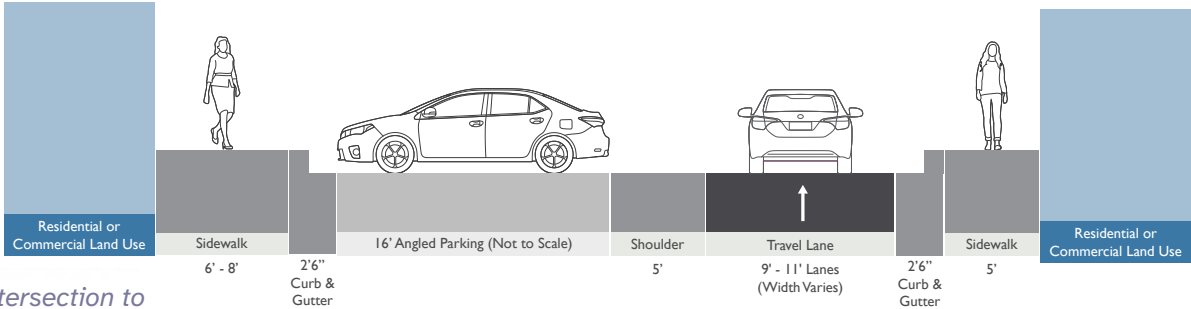 Residential or
Commercial Land Use
Sidewalk
16' Angled Parking (Not to Scale)
Shoulder
Travel Lane
Sidewalk
Residential or
Commercial Land Use
6' - 8'
2'6”
Curb &
Gutter
5'
9' - 11' Lanes
(Width Varies)
2'6”
Curb &
Gutter
5'
tersection to